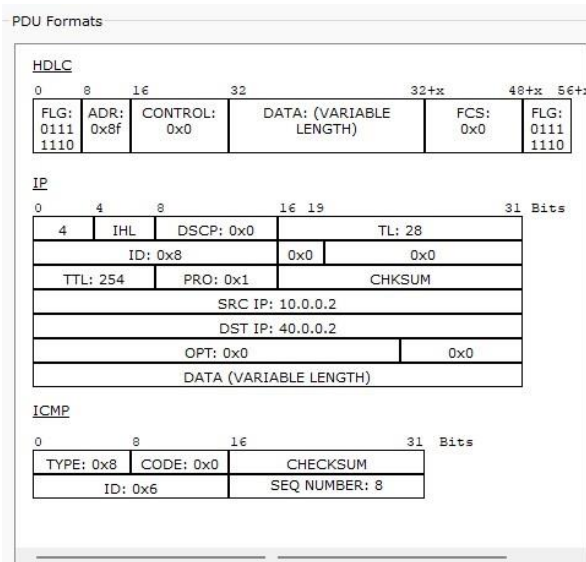 PDU Formats
HDLC
0 8 16 32 32+x 48+x 56+x
FLG: ADR: CONTROL: DATA: (VARIABLE FCS: FLG:
0111 0x8f 0x0 LENGTH) 0x0 0111
1110 1110
IP
0 4 8 16 19 31 Bits
4 IHL DSCP: 0x0 TL: 28
ID: 0x8 0x0 0x0
TTL: 254 PRO: 0x1 CHKSUM
SRC IP: 10.0.0.2
DST IP: 40.0.0.2
OPT: 0x0 0x0
DATA (VARIABLE LENGTH)
ICMP
0 8 16 31 Bits
TYPE: 0x8 CODE: 0x0 CHECKSUM
ID: 0x6 SEQ NUMBER: 8